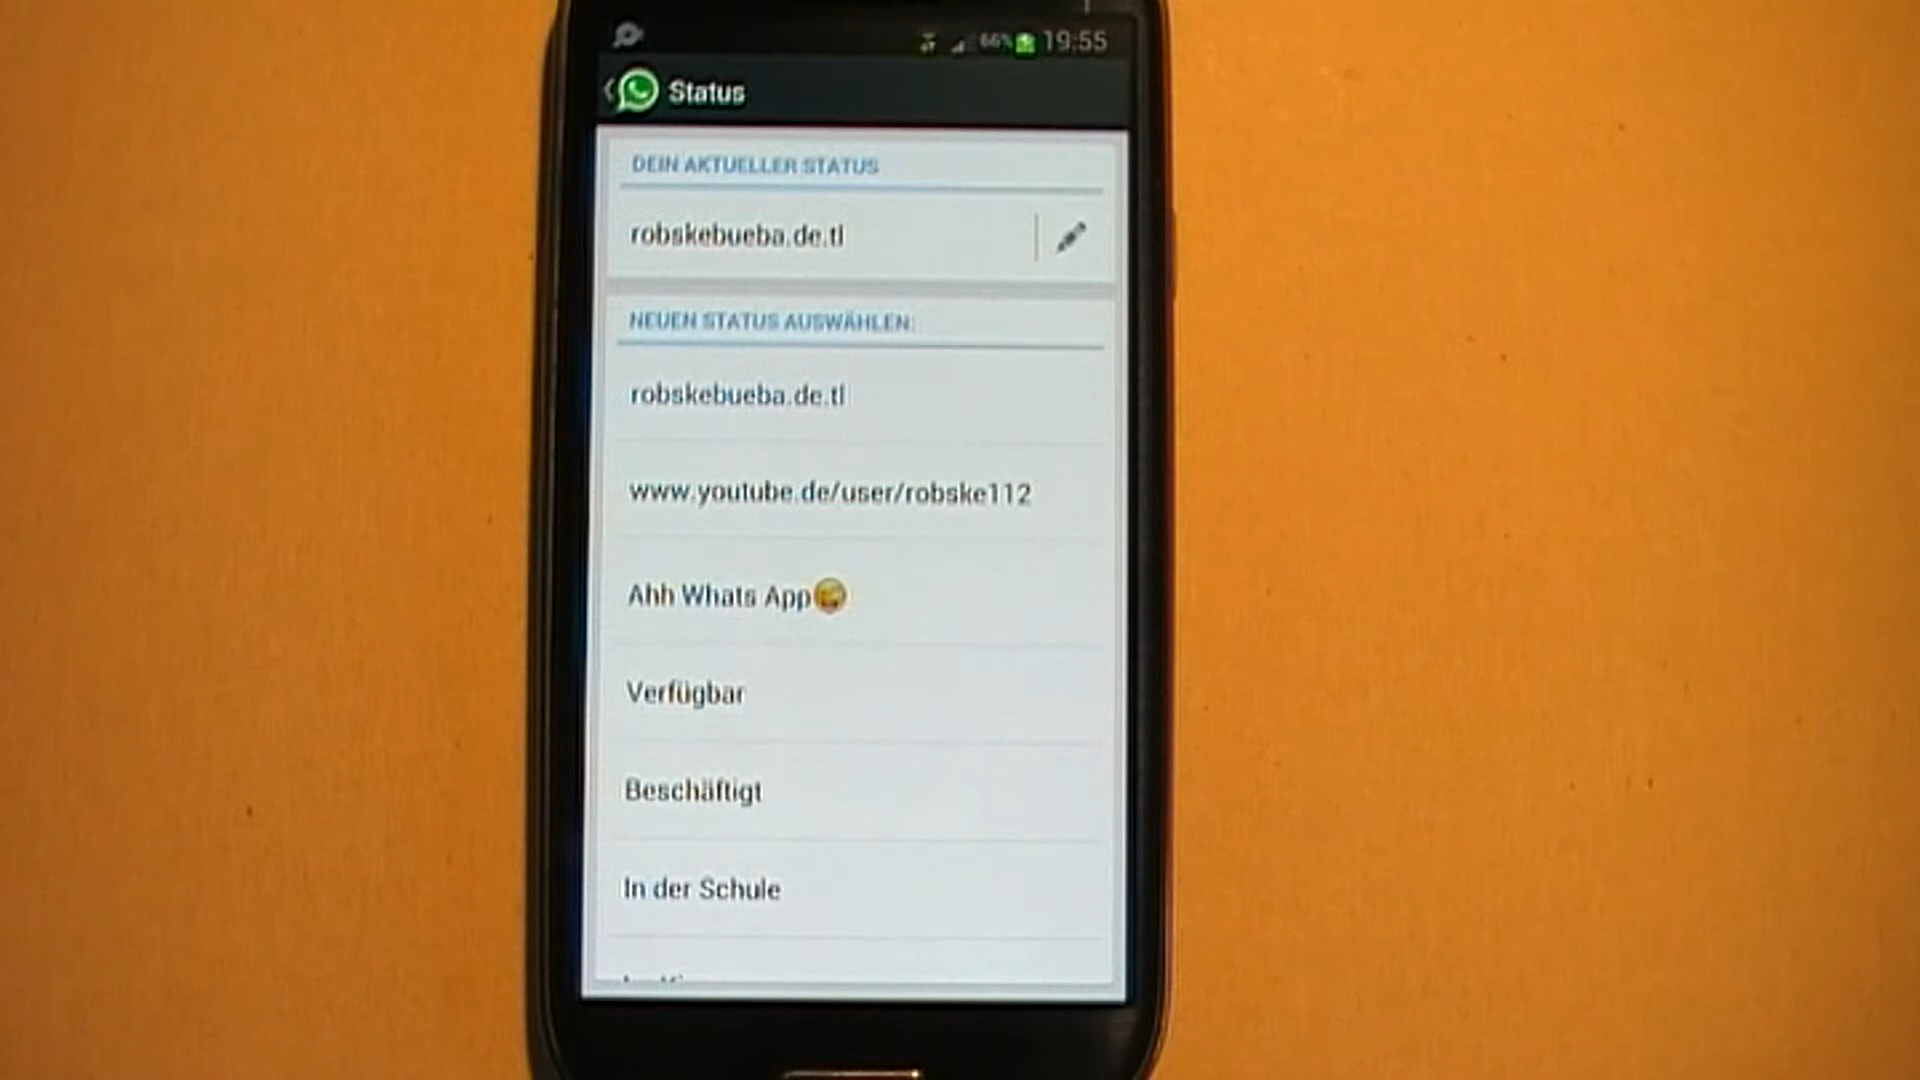 66% 19:55
Status
DEIN AKTUELLER STATUS
robskebueba.de.tl
NEUEN STATUS AUSWÄHLEN:
robskebueba.de.tl
www.youtube.de/user/robske112
Ahh Whats App😜
Verfügbar
Beschäftigt
In der Schule